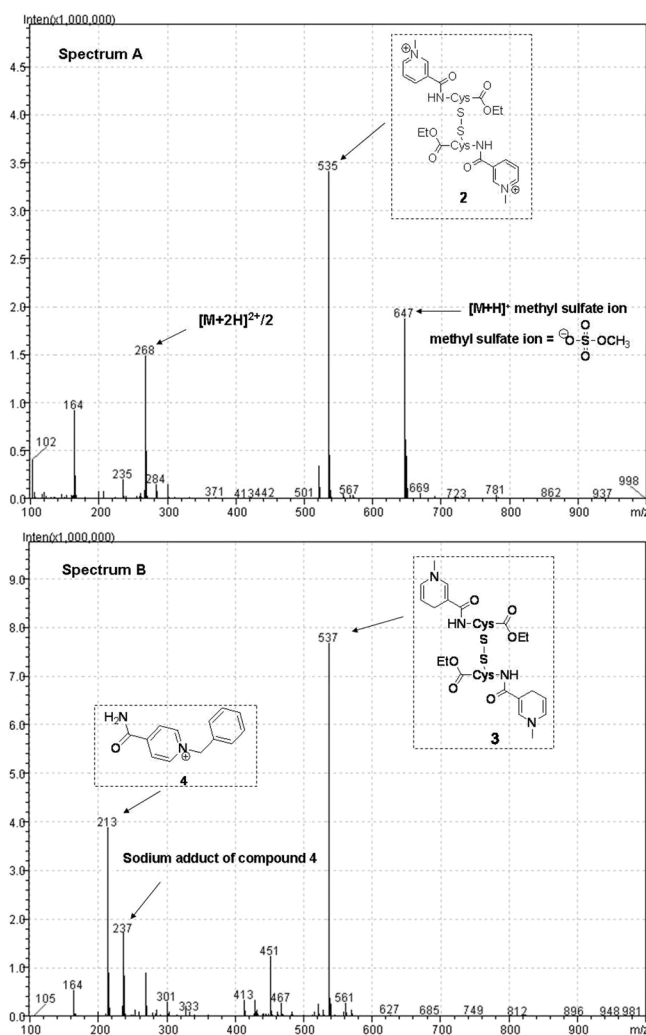 Inten(x1,000,000)
Spectrum A
4.5
4.0
3.5
3.0
2.5
2.0
1.5
1.0
0.5
0.0
N
O
HN-Cys
O
OEt
S
S
EtO
Cys-NH
O
O
N
2
535
[M+H]+ methyl sulfate ion
647
methyl sulfate ion = ⊖O-S-OCH3
O
O
[M+2H]2+/2
268
164
102
235
284
371
413
442
501
567
669
723
781
862
937
998
100 200 300 400 500 600 700 800 900 m/z
Inten(x1,000,000)
Spectrum B
9.0
8.0
7.0
6.0
5.0
4.0
3.0
2.0
1.0
0.0
N
O
HN-Cys
O
OEt
S
S
EtO
Cys-NH
O
O
N
3
537
H2N
O
N
4
213
Sodium adduct of compound 4
237
451
164
105
301
333
413
467
561
627
685
749
812
896
948
981
100 200 300 400 500 600 700 800 900 m/z